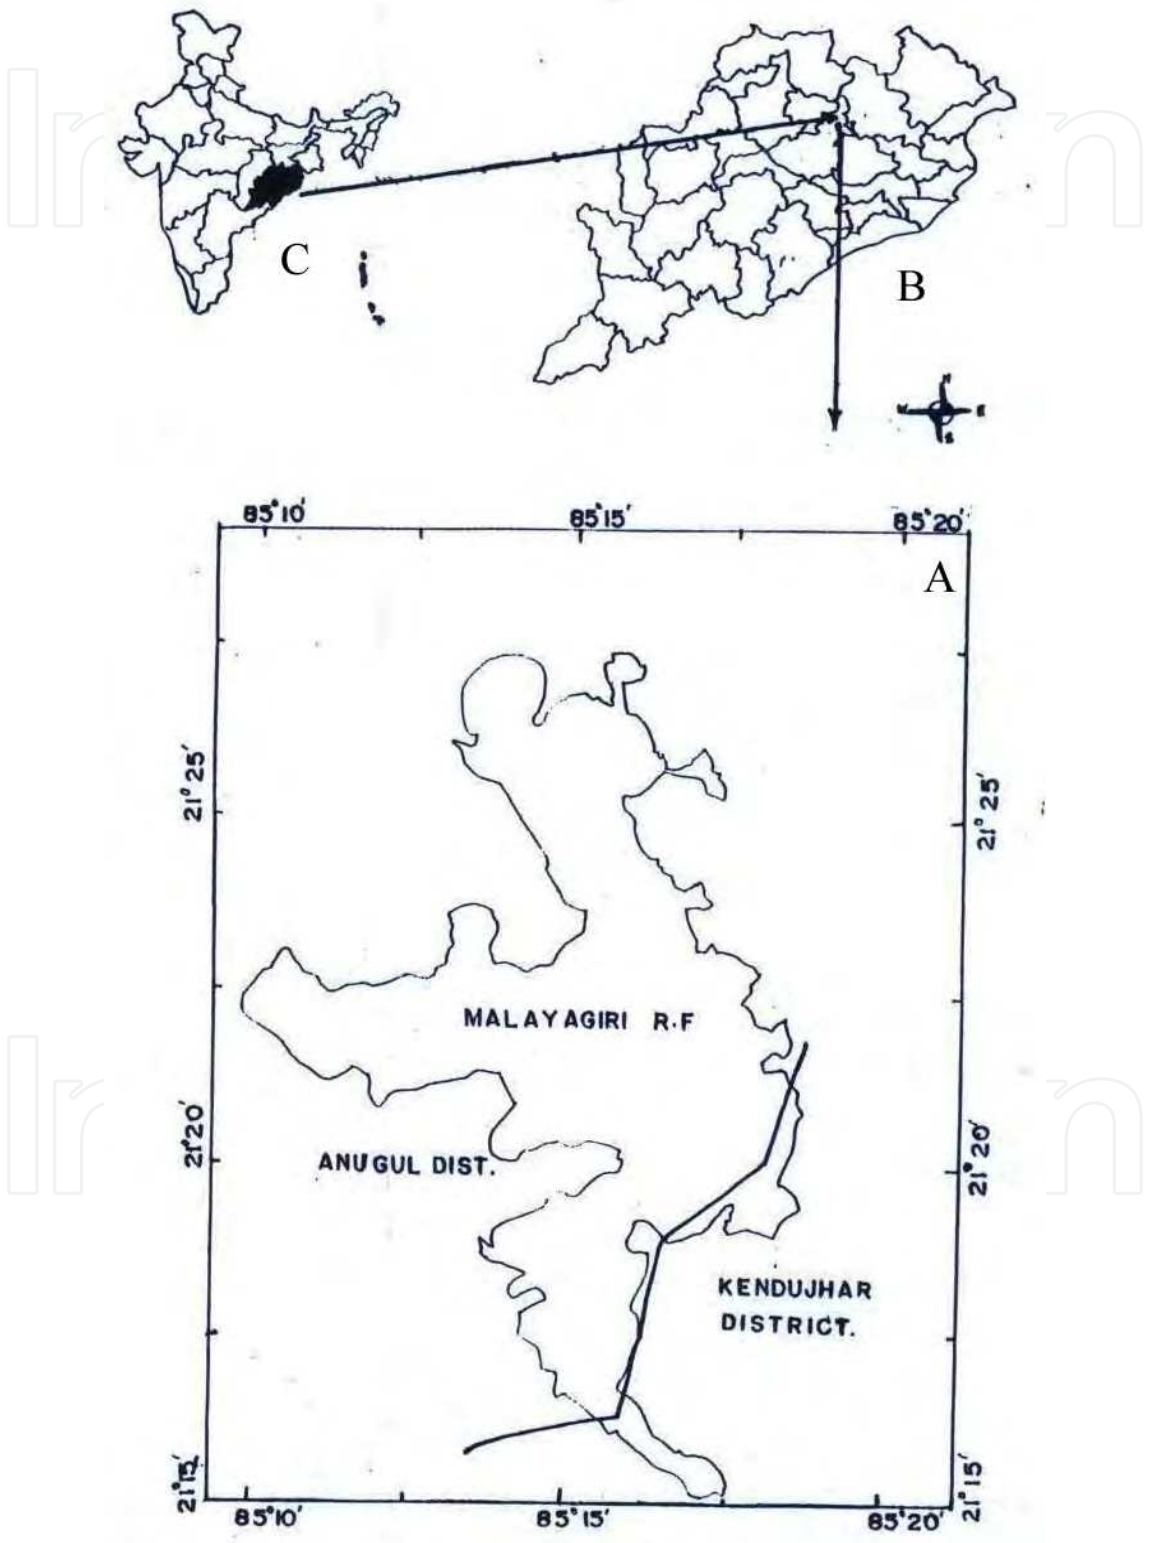 C
B
N
W E
S
85°10' 85°15' 85°20'
A
21°25' 21°25'
MALAYAGIRI R.F
21°20' 21°20'
ANUGUL DIST.
KENDUJHAR
DISTRICT.
21°15' 21°15'
85°10' 85°15' 85°20'